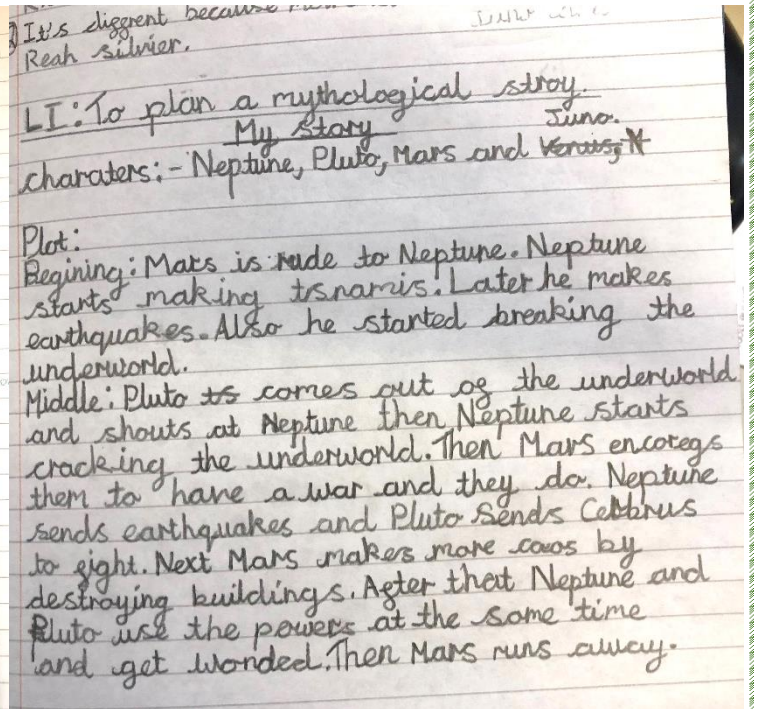 It's diggrent because
Reah silvier.
LI: To plan a mythological stroy.
My story
Juno.
charaters:- Neptune, Pluto, Mars and Venus, N
Plot:
Begining: Mars is rude to Neptune. Neptune
starts making tsnamis. Later he makes
earthquakes. Also he started breaking the
underworld.
Middle: Pluto ts comes out og the underworld
and shouts at Neptune then Neptune starts
cracking the underworld. Then Mars encoregs
them to have a war and they do. Neptune
sends earthquakes and Pluto Sends Cebbrus
to gight. Next Mars makes more caos by
destroying buildings. Agter that Neptune and
Pluto use the powers at the same time
and get wonded. Then Mars runs away.